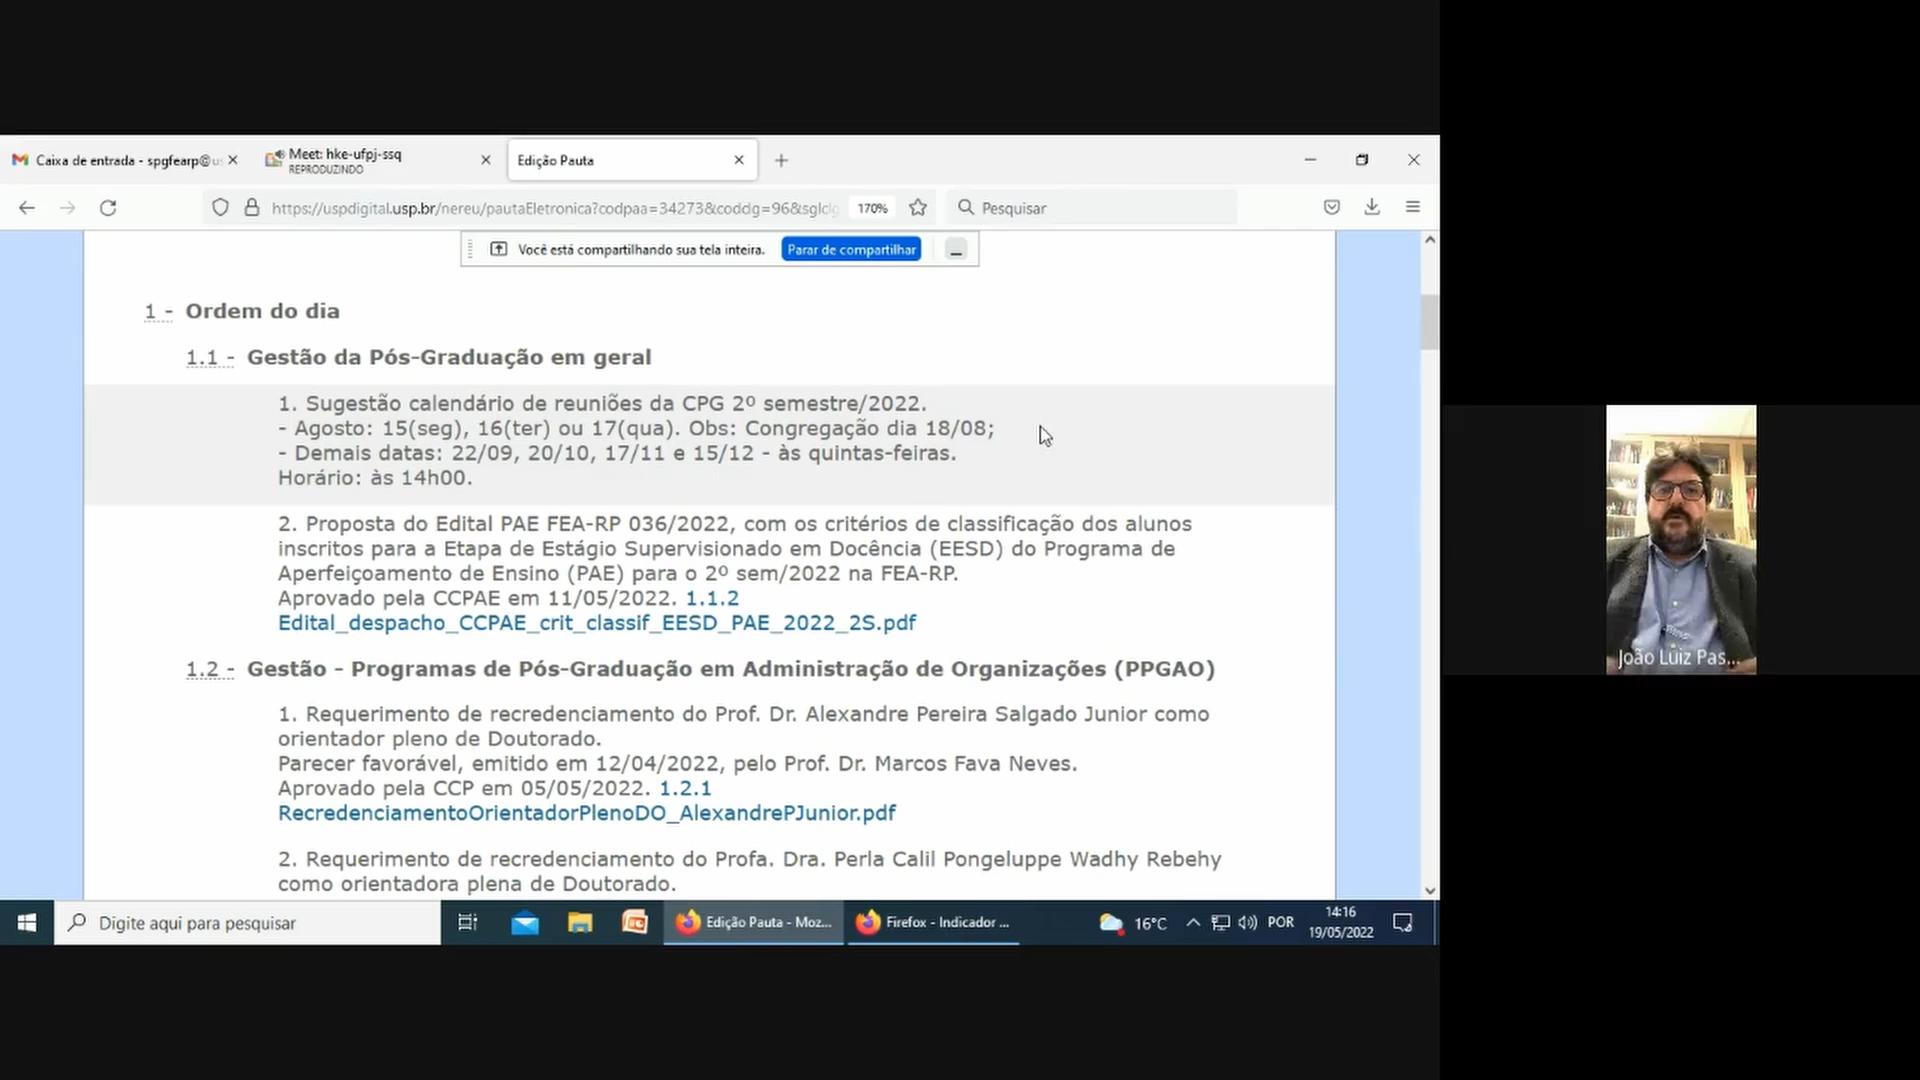 Caixa de entrada - spgfearp@u
Meet: hke-ufpj-ssq
REPRODUZINDO
Edição Pauta
https://uspdigital.usp.br/nereu/pautaEletronica?codpaa=34273&codclg=96&sglclg
170%
Pesquisar
Você está compartilhando sua tela inteira.
Parar de compartilhar
1 - Ordem do dia
1.1 - Gestão da Pós-Graduação em geral
1. Sugestão calendário de reuniões da CPG 2º semestre/2022.
- Agosto: 15(seg), 16(ter) ou 17(qua). Obs: Congregação dia 18/08;
- Demais datas: 22/09, 20/10, 17/11 e 15/12 - às quintas-feiras.
Horário: às 14h00.
2. Proposta do Edital PAE FEA-RP 036/2022, com os critérios de classificação dos alunos
inscritos para a Etapa de Estágio Supervisionado em Docência (EESD) do Programa de
Aperfeiçoamento de Ensino (PAE) para o 2º sem/2022 na FEA-RP.
Aprovado pela CCPAE em 11/05/2022. 1.1.2
Edital_despacho_CCPAE_crit_classif_EESD_PAE_2022_2S.pdf
1.2 - Gestão - Programas de Pós-Graduação em Administração de Organizações (PPGAO)
1. Requerimento de recredenciamento do Prof. Dr. Alexandre Pereira Salgado Junior como
orientador pleno de Doutorado.
Parecer favorável, emitido em 12/04/2022, pelo Prof. Dr. Marcos Fava Neves.
Aprovado pela CCP em 05/05/2022. 1.2.1
RecredenciamentoOrientadorPlenoDO_AlexandrePJunior.pdf
2. Requerimento de recredenciamento do Profa. Dra. Perla Calil Pongeluppe Wadhy Rebehy
como orientadora plena de Doutorado.
João Luiz Pas...
Digite aqui para pesquisar
Edição Pauta - Moz...
Firefox - Indicador ...
16°C
POR
14:16
19/05/2022